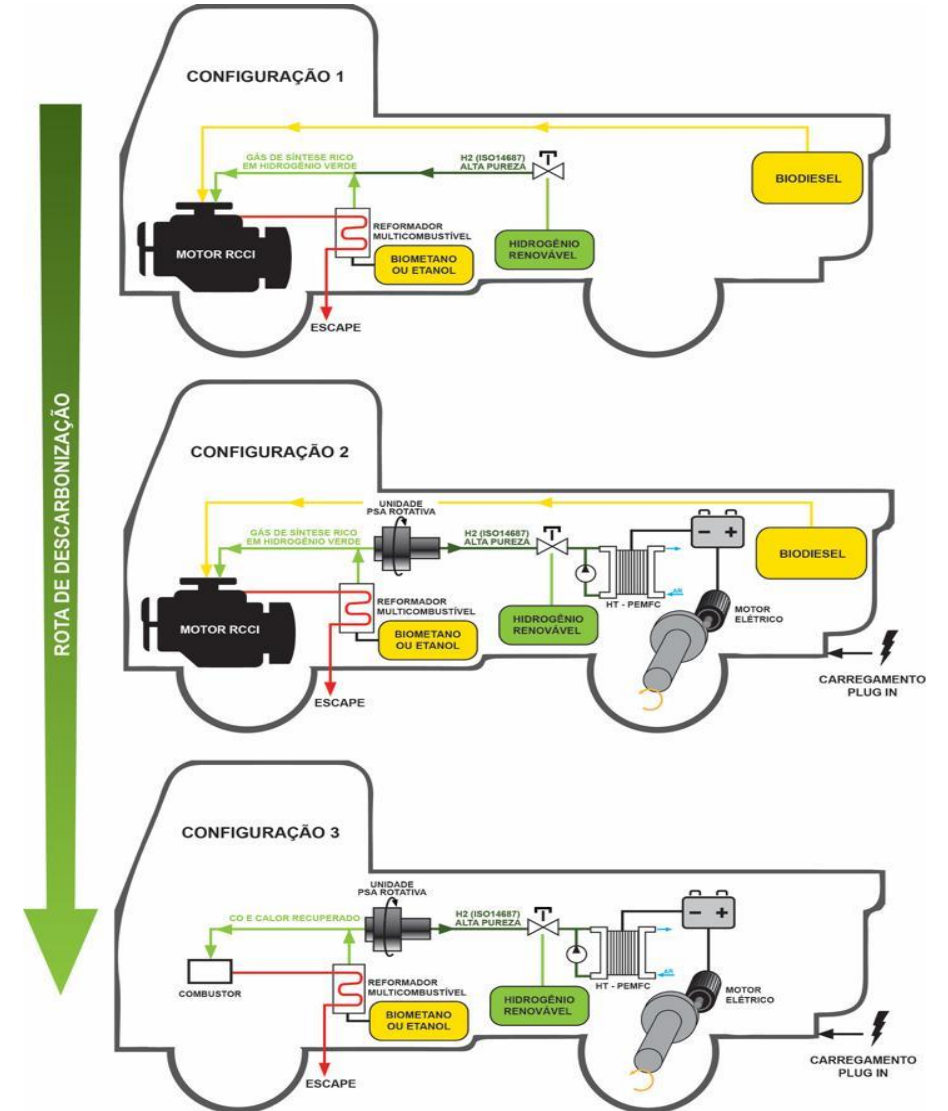 ROTA DE DESCARBONIZAÇÃO
CONFIGURAÇÃO 1
GÁS DE SÍNTESE RICO
EM HIDROGÊNIO VERDE
H2 (ISO14687)
ALTA PUREZA
BIODIESEL
MOTOR RCCI
REFORMADOR
MULTICOMBUSTÍVEL
BIOMETANO
OU ETANOL
HIDROGÊNIO
RENOVÁVEL
ESCAPE
CONFIGURAÇÃO 2
UNIDADE
PSA ROTATIVA
GÁS DE SÍNTESE RICO
EM HIDROGÊNIO VERDE
H2 (ISO14687)
ALTA PUREZA
- +
BIODIESEL
AR
HT - PEMFC
MOTOR RCCI
REFORMADOR
MULTICOMBUSTÍVEL
BIOMETANO
OU ETANOL
HIDROGÊNIO
RENOVÁVEL
MOTOR
ELÉTRICO
ESCAPE
CARREGAMENTO
PLUG IN
CONFIGURAÇÃO 3
UNIDADE
PSA ROTATIVA
CO E CALOR RECUPERADO
H2 (ISO14687)
ALTA PUREZA
- +
AR
HT - PEMFC
COMBUSTOR
REFORMADOR
MULTICOMBUSTÍVEL
BIOMETANO
OU ETANOL
HIDROGÊNIO
RENOVÁVEL
MOTOR
ELÉTRICO
ESCAPE
CARREGAMENTO
PLUG IN